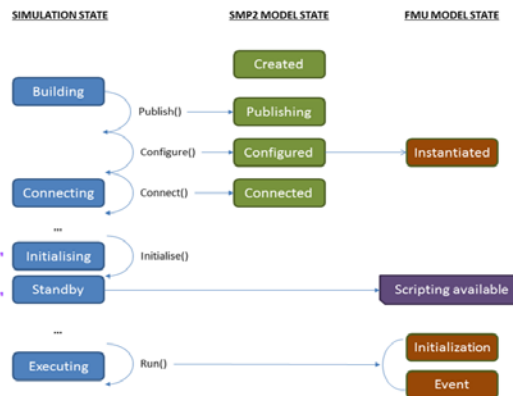 SIMULATION STATE SMP2 MODEL STATE FMU MODEL STATE
Created
Building
Publish() Publishing
Configure() Configured Instantiated
Connecting Connect() Connected
...
Initialising Initialise()
Standby Scripting available
...
Initialization
Executing Run()
Event